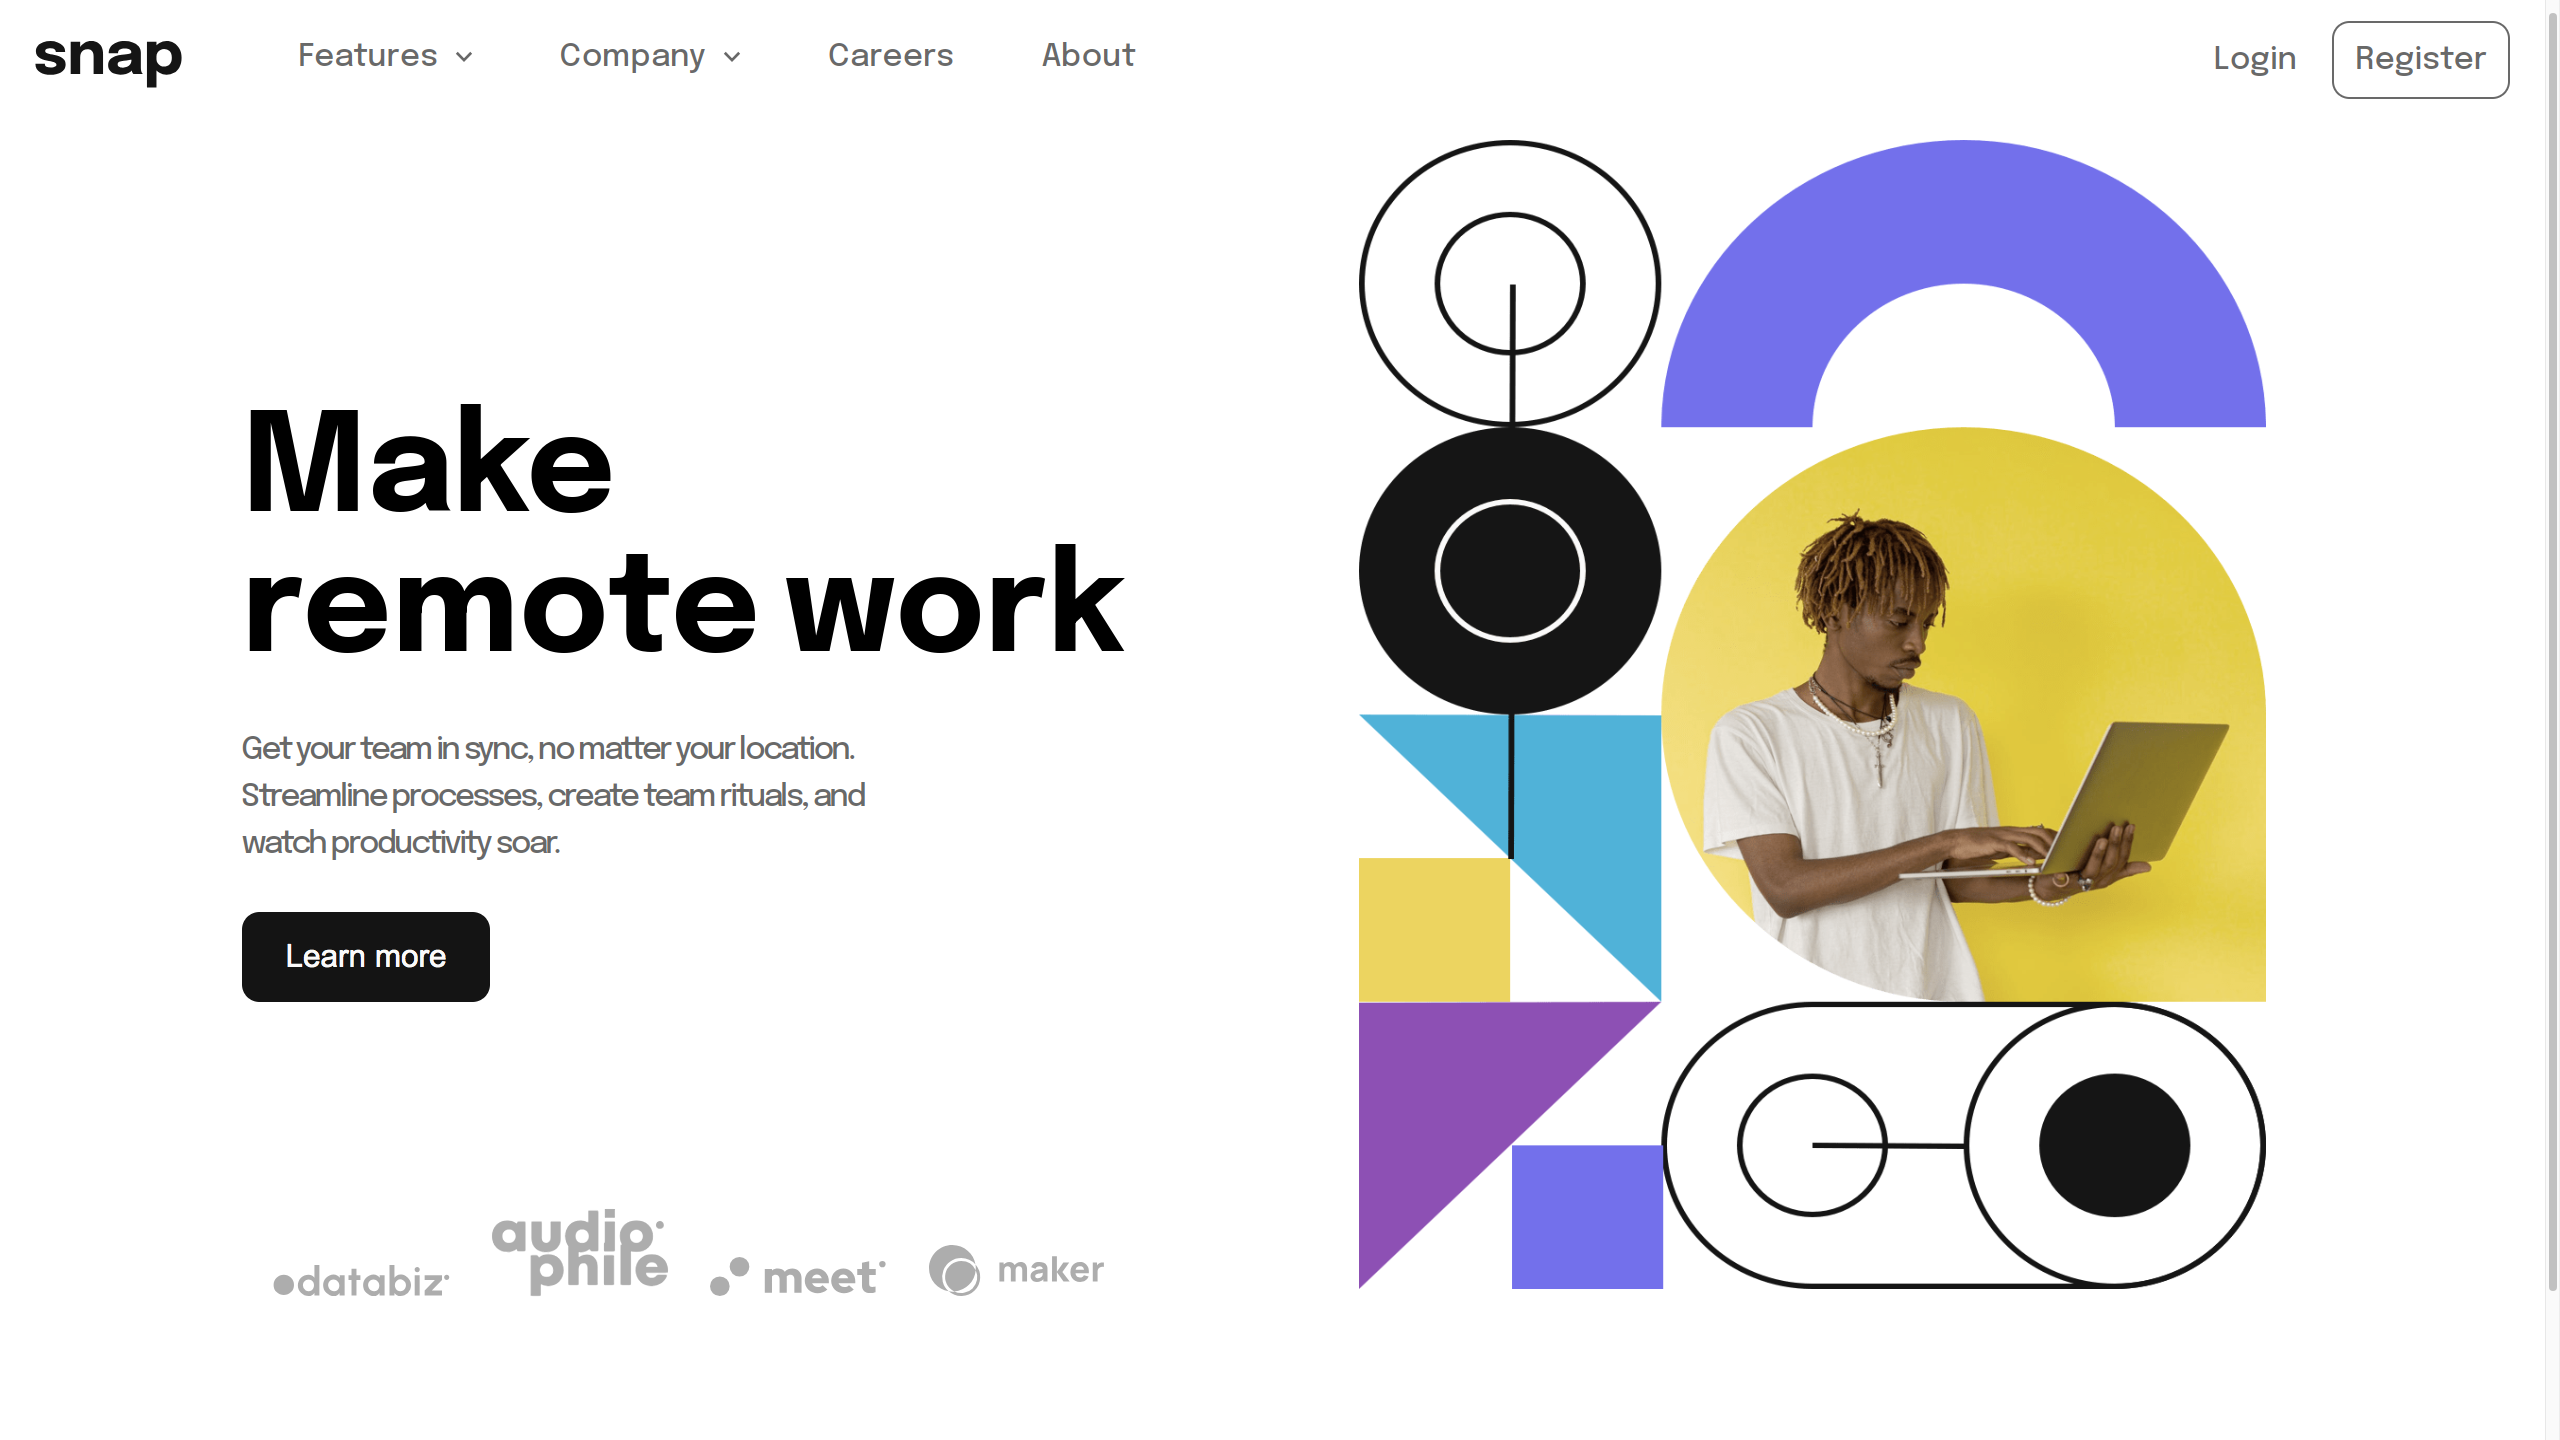 snap
Features
Company
Careers
About
Login
Register
Make
remote work
Get your team in sync, no matter your location.
Streamline processes, create team rituals, and
watch productivity soar.
Learn more
databiz
audio
phile
meet
maker